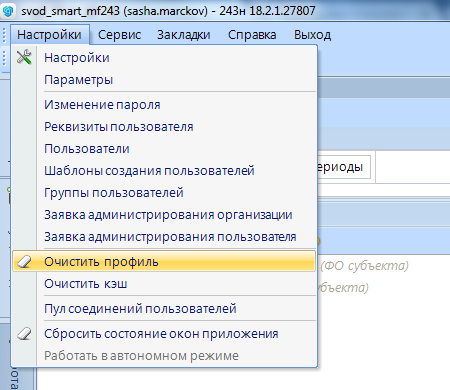 svod_smart_mf243 (sasha.marckov) - 243н 18.2.1.27807
Настройки Сервис Закладки Справка Выход
Настройки
Параметры
Изменение пароля
Реквизиты пользователя
Пользователи
Шаблоны создания пользователей
ериоды
Группы пользователей
Заявка администрирования организации
Заявка администрирования пользователя
Очистить профиль
(ФО субъекта)
Очистить кэш
убъекта)
Пул соединений пользователей
Сбросить состояние окон приложения
Работать в автономном режиме